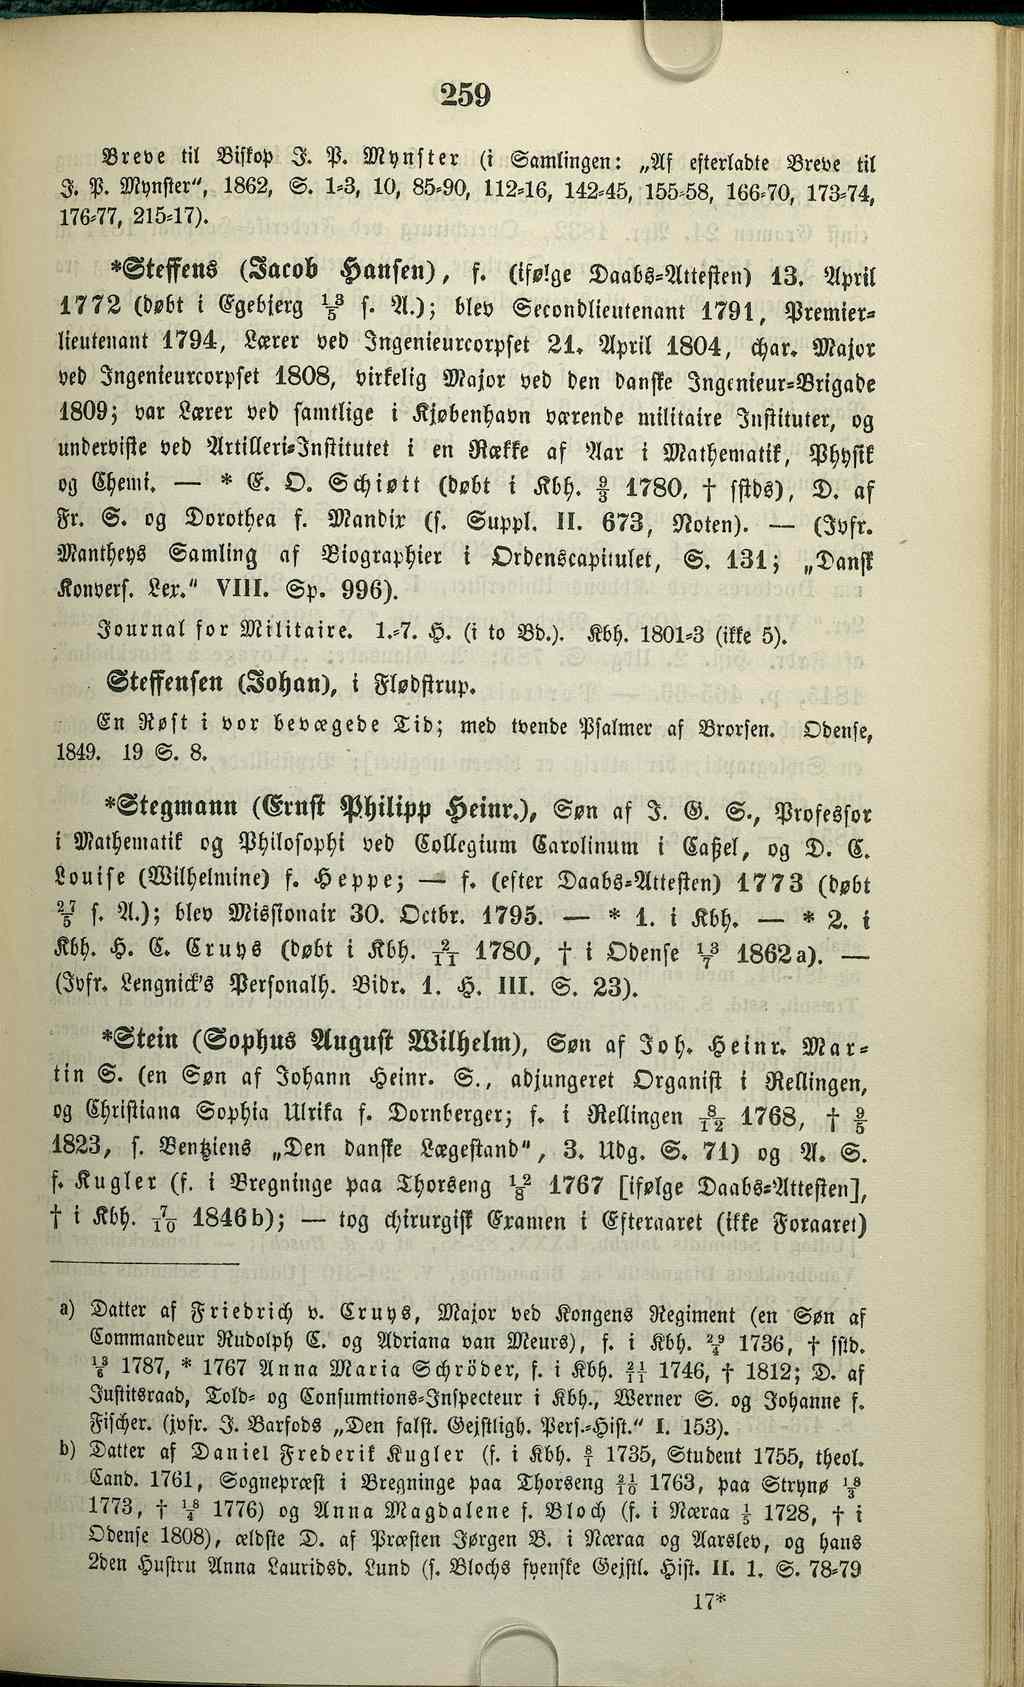 259
Breve til Biskop J. P. Mynster (i Samlingen: „Af efterladte Breve til
J. P. Mynster“, 1862, S. 1-3, 10, 85-90, 112-16, 142-45, 155-58, 166-70, 173-74,
176-77, 215-17).
*Steffens (Jacob Hansen), f. (ifølge Daabs-Attesten) 13. April
1772 (døbt i Egebjerg 13/5 s. A.); blev Secondlieutenant 1791, Premier-
lieutenant 1794, Lærer ved Ingenieurcorpset 21. April 1804, char. Major
ved Ingenieurcorpset 1808, virkelig Major ved den danske Ingenieur-Brigade
1809; var Lærer ved samtlige i Kjøbenhavn værende militaire Instituter, og
underviste ved Artilleri-Institutet i en Række af Aar i Mathematik, Physik
og Chemi. — * E. O. Schiøtt (døbt i Kbh. 9/3 1780, † sstds), D. af
Fr. S. og Dorothea f. Mandix (s. Suppl. II. 673, Noten). — (Jvfr.
Mantheys Samling af Biographier i Ordenscapitulet, S. 131; „Dansk
Konvers. Lex.“ VIII. Sp. 996).
Journal for Militaire. 1.-7. H. (i to Bd.). Kbh. 1801-3 (ikke 5).
Steffensen (Johan), i Flødstrup.
En Røst i vor bevægede Tid; med tvende Psalmer af Brorsen. Odense,
1849. 19 S. 8.
*Stegmann (Ernst Philipp Heinr.), Søn af J. G. S., Professor
i Mathematik og Philosophi ved Collegium Carolinum i Caßel, og D. C.
Louise (Wilhelmine) f. Heppe; — f. (efter Daabs-Attesten) 1773 (døbt
27/5 s. A.); blev Missionair 30. Octbr. 1795. — * 1. i Kbh. — * 2. i
Kbh. H. C. Cruys (døbt i Kbh. 2/11 1780, † i Odense 13/7 1862 a). —
(Jvfr. Lengnick's Personalh. Bidr. 1. H. III. S. 23).
*Stein (Sophus August Wilhelm), Søn af Joh. Heinr. Mar-
tin S. (en Søn af Johann Heinr. S., adjungeret Organist i Rellingen,
og Christiana Sophia Ulrika f. Dornberger; f. i Rellingen 8/12 1768, † 9/5
1823, s. Bentziens „Den danske Lægestand“, 3. Udg. S. 71) og A. S.
f. Kugler (f. i Bregninge paa Thorseng 12/8 1767 [ifølge Daabs-Attesten],
† i Kbh. 7/10 1846 b); — tog chirurgisk Examen i Efteraaret (ikke Foraaret)
a) Datter af Friedrich v. Cruys, Major ved Kongens Regiment (en Søn af
Commandeur Rudolph C. og Adriana van Meurs), f. i Kbh. 29/9 1736, † sstd.
13/6 1787, * 1767 Anna Maria Schröder, f. i Kbh. 21/11 1746, † 1812; D. af
Justitsraad, Told- og Consumtions-Inspecteur i Kbh., Werner S. og Johanne f.
Fischer. (jvfr. J. Barfods „Den falst. Gejstligh. Pers.-Hist.“ I. 153).
b) Datter af Daniel Frederik Kugler (f. i Kbh. 8/1 1735, Student 1755, theol.
Cand. 1761, Sognepræst i Bregninge paa Thorseng 21/10 1763, paa Strynø 18/3
1773, † 18/4 1776) og Anna Magdalene f. Bloch (f. i Næraa 1/5 1728, † i
Odense 1808), ældste D. af Præsten Jørgen B. i Næraa og Aarslev, og hans
2den Hustru Anna Lauridsd. Lund (s. Blochs fyenske Gejstl. Hist. II. 1. S. 78-79
17*